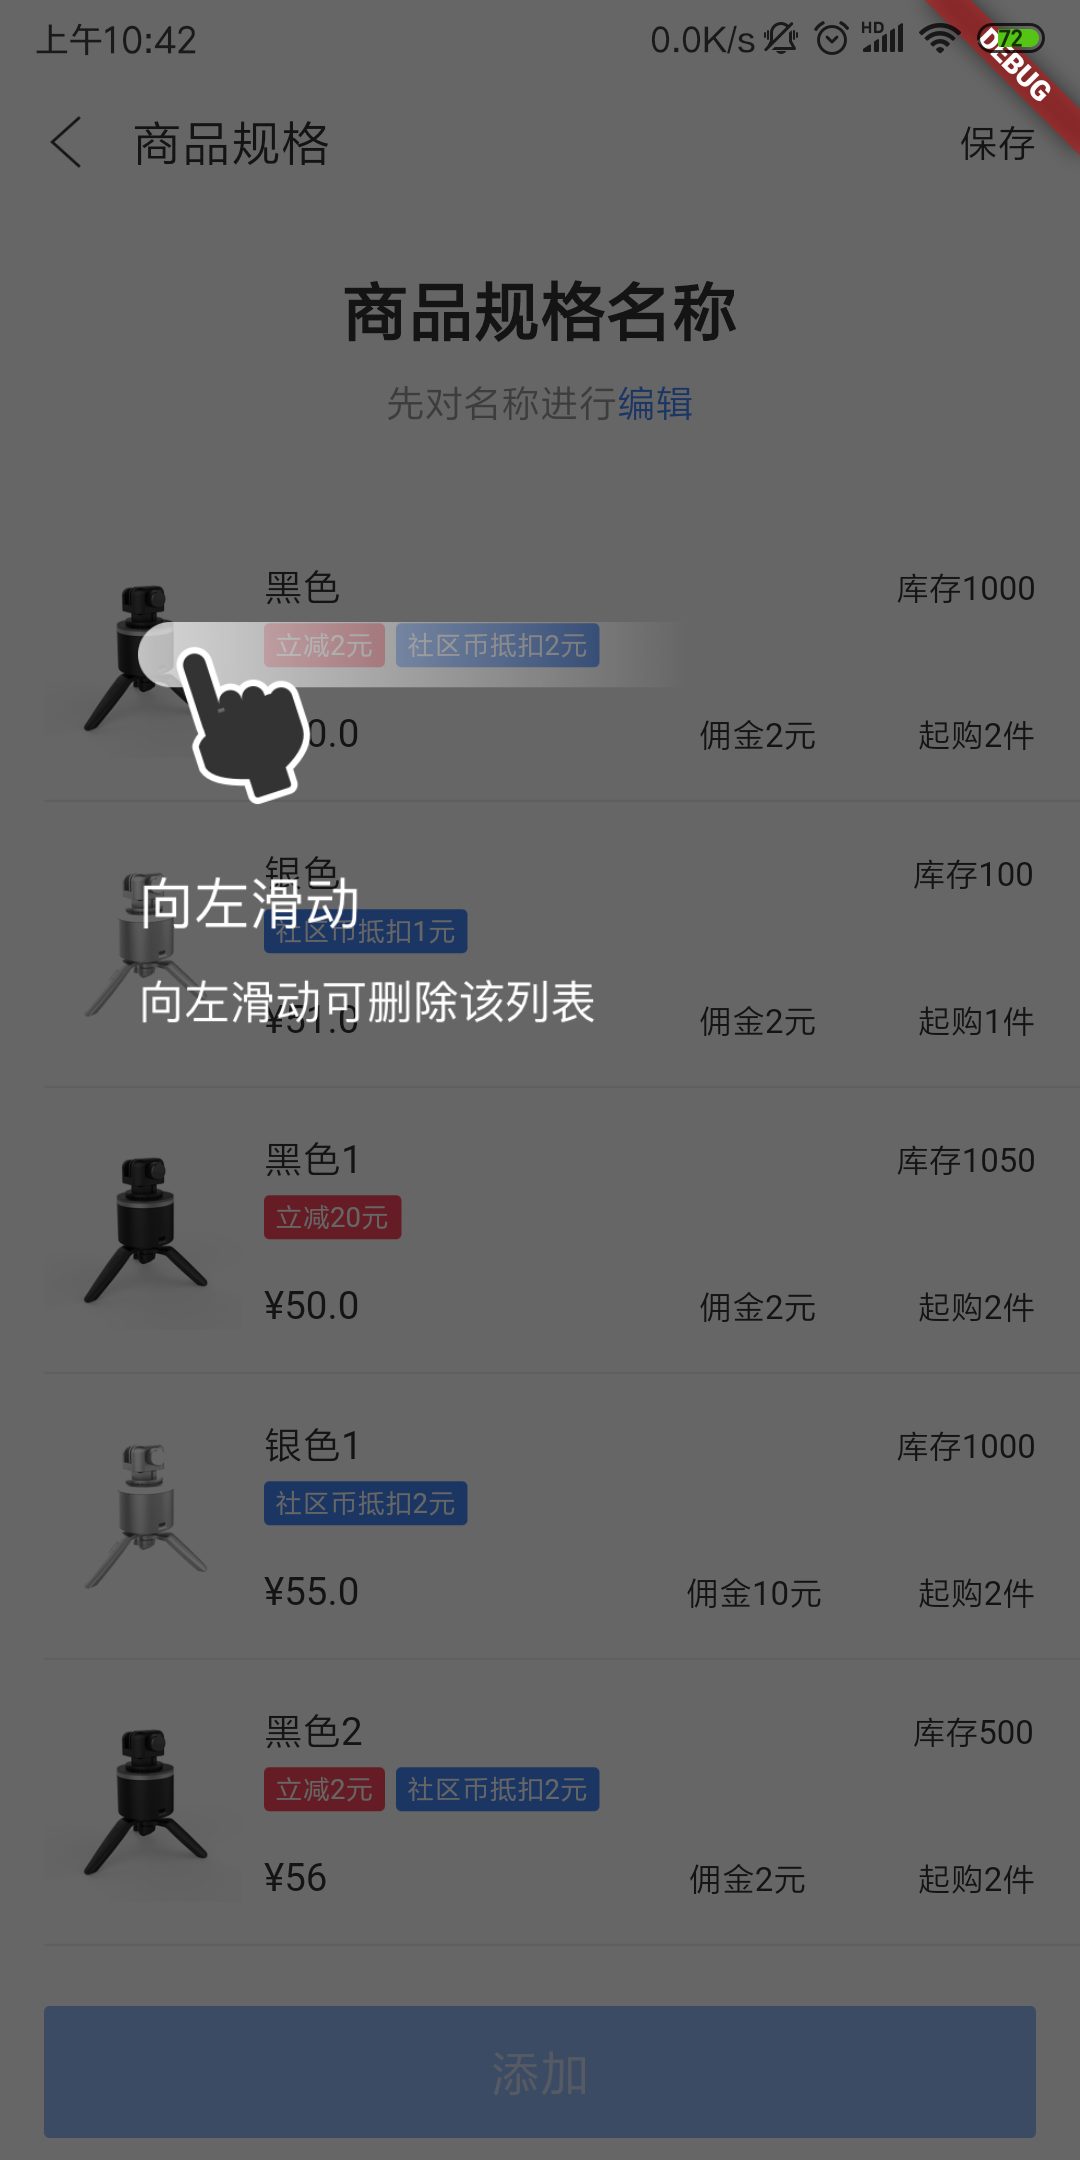 上午10:42
0.0K/s
HD
72
DEBUG
商品规格
保存
商品规格名称
先对名称进行编辑
黑色
库存1000
立减2元
社区币抵扣2元
0.0
佣金2元
起购2件
银色
库存100
向左滑动
社区币抵扣1元
向左滑动可删除该列表
¥51.0
佣金2元
起购1件
黑色1
库存1050
立减20元
¥50.0
佣金2元
起购2件
银色1
库存1000
社区币抵扣2元
¥55.0
佣金10元
起购2件
黑色2
库存500
立减2元
社区币抵扣2元
¥56
佣金2元
起购2件
添加